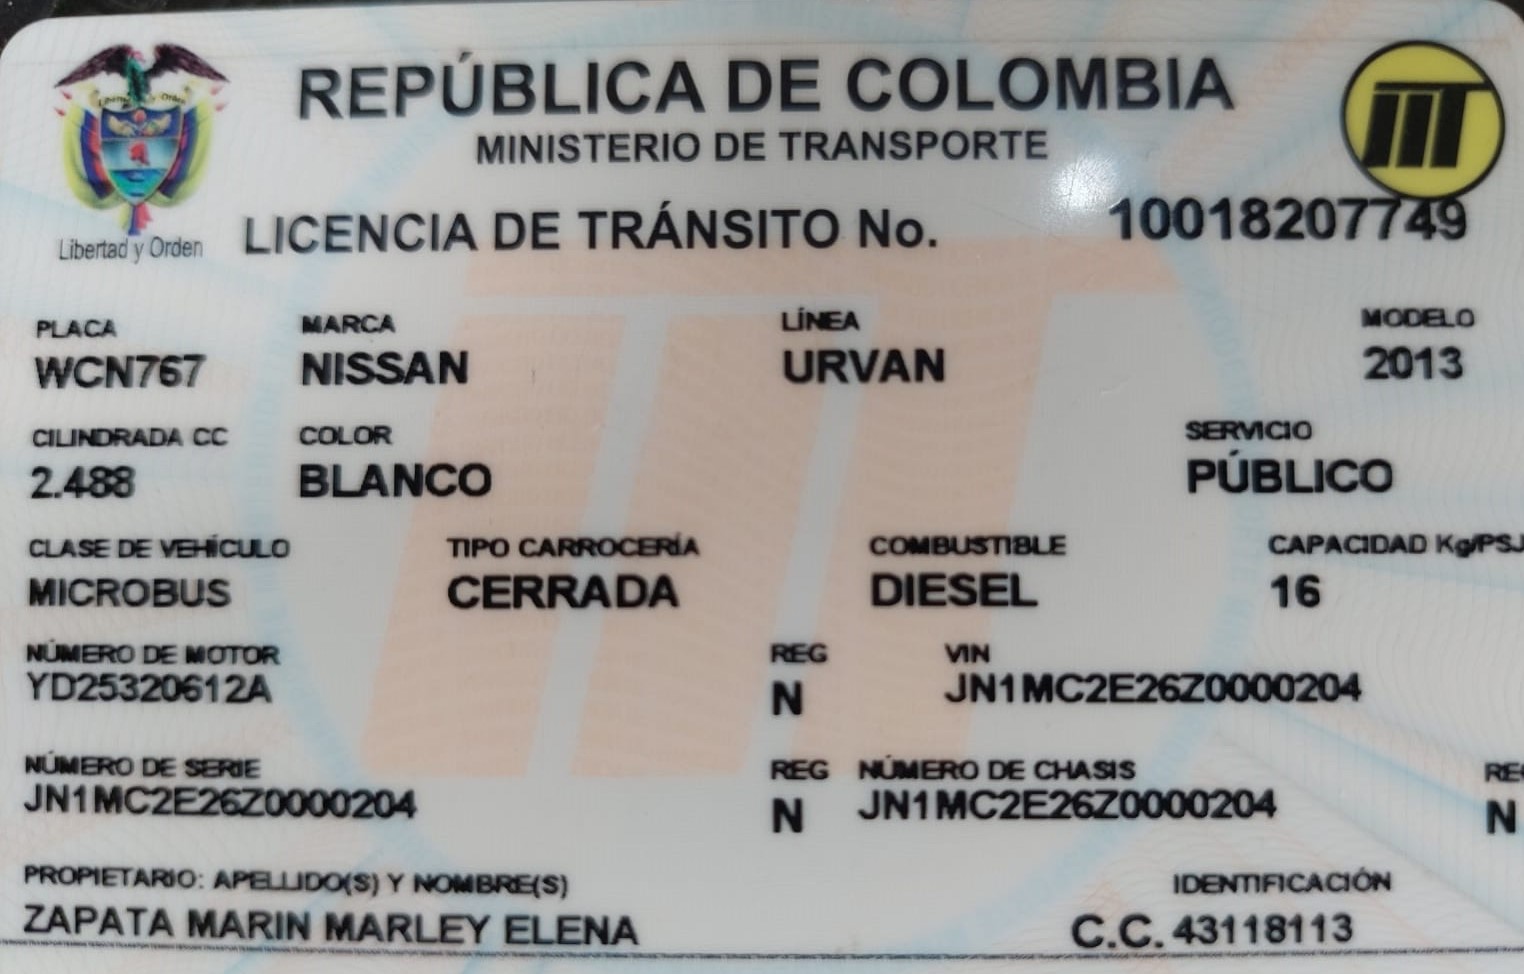 REPÚBLICA DE COLOMBIA
MINISTERIO DE TRANSPORTE
Libertad y Orden
LICENCIA DE TRÁNSITO No. 10018207749
PLACA MARCA LÍNEA MODELO
WCN767 NISSAN URVAN 2013
CILINDRADA CC COLOR SERVICIO
2.488 BLANCO PÚBLICO
CLASE DE VEHÍCULO TIPO CARROCERÍA COMBUSTIBLE CAPACIDAD Kg/PSJ
MICROBUS CERRADA DIESEL 16
NÚMERO DE MOTOR REG VIN
YD25320612A N JN1MC2E26Z0000204
NÚMERO DE SERIE REG NÚMERO DE CHASIS REG
JN1MC2E26Z0000204 N JN1MC2E26Z0000204 N
PROPIETARIO: APELLIDO(S) Y NOMBRE(S) IDENTIFICACIÓN
ZAPATA MARIN MARLEY ELENA C.C. 43118113